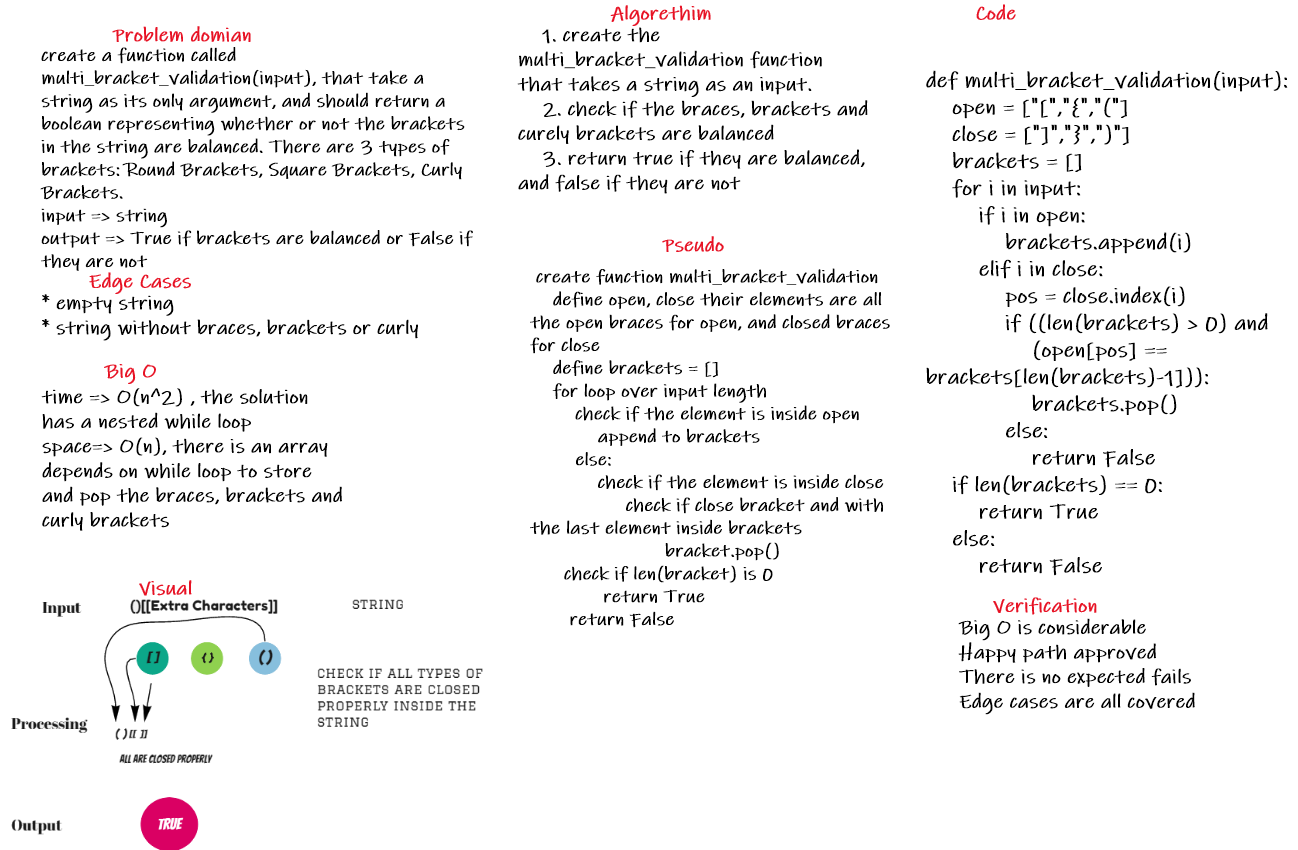 Problem domian
create a function called
multi_bracket_validation(input), that take a
string as its only argument, and should return a
boolean representing whether or not the brackets
in the string are balanced. There are 3 types of
brackets: Round Brackets, Square Brackets, Curly
Brackets.
input => string
output => True if brackets are balanced or False if
they are not
Edge Cases
* empty string
* string without braces, brackets or curly
Big O
time => O(n^2) , the solution
has a nested while loop
space=> O(n), there is an array
depends on while loop to store
and pop the braces, brackets and
curly brackets
Visual
Input ()[[Extra Characters]] STRING
[] {} ()
CHECK IF ALL TYPES OF
BRACKETS ARE CLOSED
PROPERLY INSIDE THE
STRING
Processing
( ) [[ ]]
ALL ARE CLOSED PROPERLY
Output TRUE
Algorethim
1. create the
multi_bracket_validation function
that takes a string as an input.
2. check if the braces, brackets and
curely brackets are balanced
3. return true if they are balanced,
and false if they are not
Pseudo
create function multi_bracket_validation
define open, close their elements are all
the open braces for open, and closed braces
for close
define brackets = []
for loop over input length
check if the element is inside open
append to brackets
else:
check if the element is inside close
check if close bracket and with
the last element inside brackets
bracket.pop()
check if len(bracket) is 0
return True
return False
Code
def multi_bracket_validation(input):
open = ["[","{","("]
close = ["]","}",")"]
brackets = []
for i in input:
if i in open:
brackets.append(i)
elif i in close:
pos = close.index(i)
if ((len(brackets) > 0) and
(open[pos] ==
brackets[len(brackets)-1])):
brackets.pop()
else:
return False
if len(brackets) == 0:
return True
else:
return False
Verification
Big O is considerable
Happy path approved
There is no expected fails
Edge cases are all covered